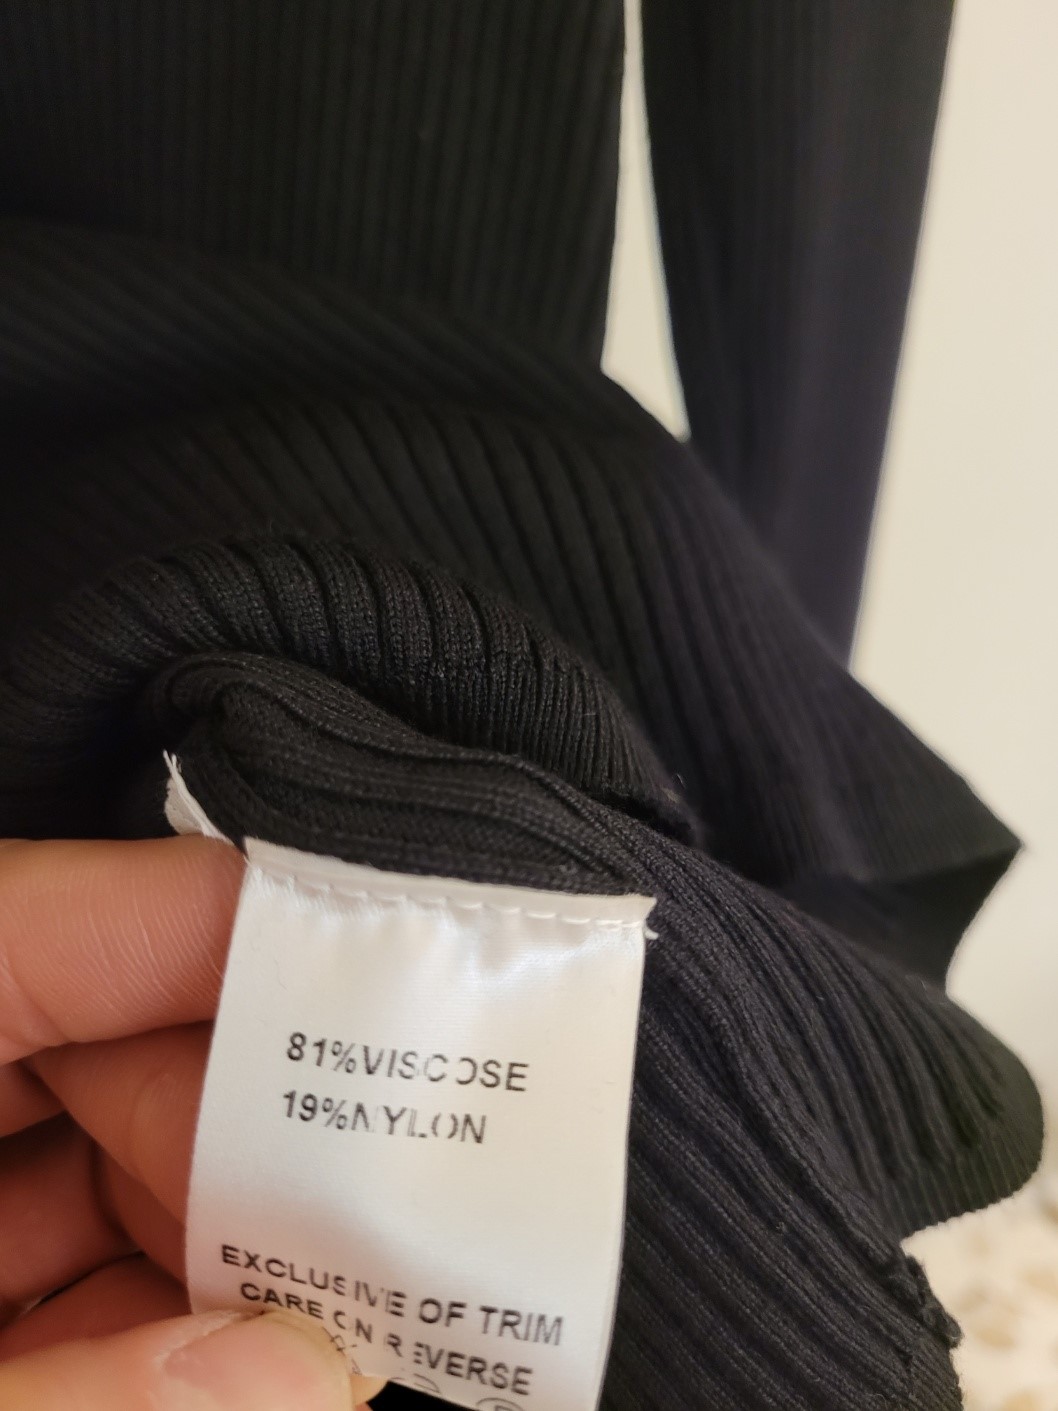 81%VISCOSE
19%NYLON
EXCLUSIVE OF TRIM
CARE ON REVERSE